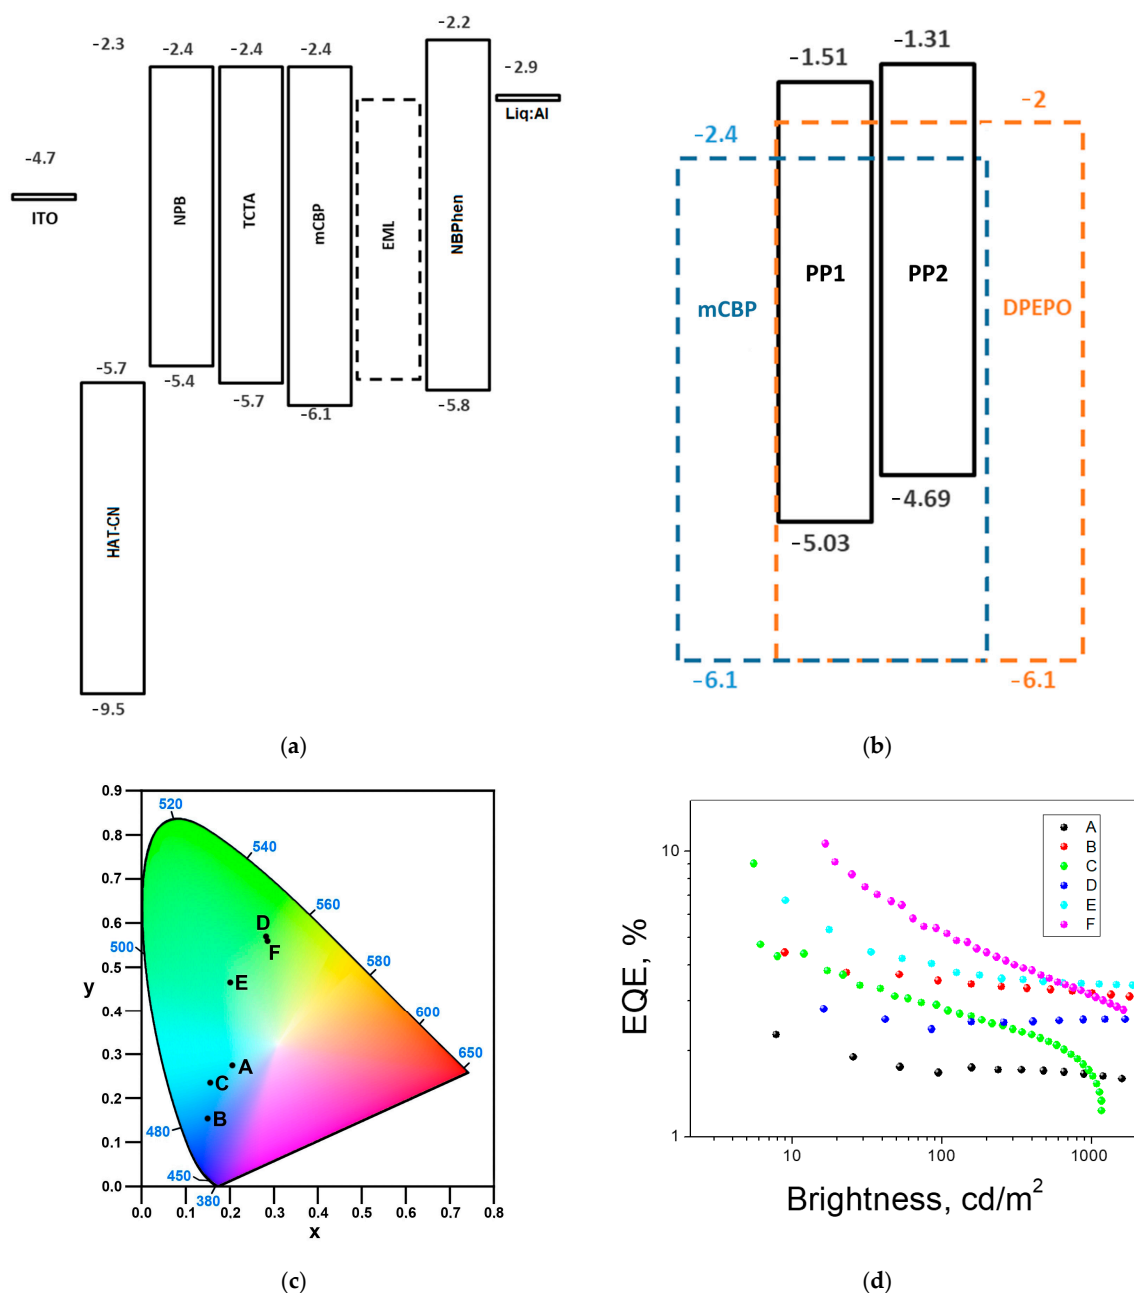 -2.3
-2.4
-2.4
-2.4
-2.2
-2.9
Liq:Al
-4.7
ITO
NPB
TCTA
mCBP
EML
NBPhen
-5.7
-5.4
-5.7
-6.1
-5.8
HAT-CN
-9.5
(a)
-1.51
-1.31
-2.4
-2
PP1
PP2
mCBP
DPEPO
-4.69
-5.03
-6.1
-6.1
(b)
0.9
0.8
0.7
0.6
0.5
0.4
0.3
0.2
0.1
0.0
y
520
540
560
500
580
600
650
480
450
380
D
F
E
A
C
B
0.0 0.1 0.2 0.3 0.4 0.5 0.6 0.7 0.8
x
(c)
EQE, %
10
1
A
B
C
D
E
F
10 100 1000
Brightness, cd/m²
(d)